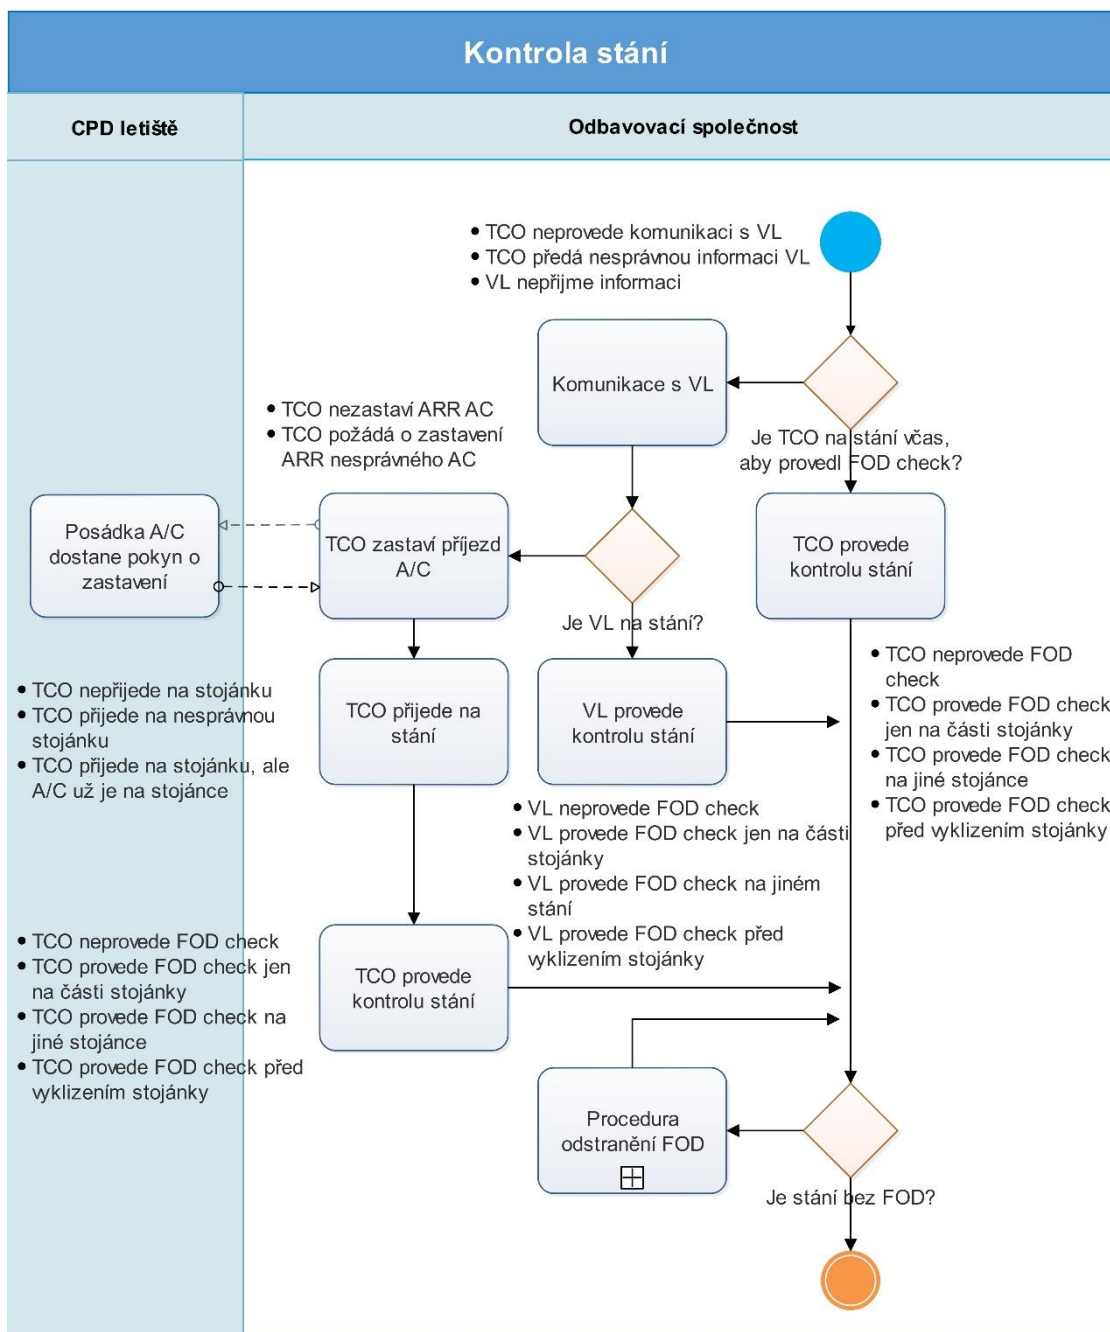 Kontrola stání
CPD letiště
Odbavovací společnost
• TCO neprovede komunikaci s VL
• TCO předá nesprávnou informaci VL
• VL nepřijme informaci
Komunikace s VL
Je TCO na stání včas,
aby provedl FOD check?
• TCO nezastaví ARR AC
• TCO požádá o zastavení
ARR nesprávného AC
Posádka A/C
dostane pokyn o
zastavení
TCO zastaví příjezd
A/C
TCO provede
kontrolu stání
Je VL na stání?
• TCO neprovede FOD
check
• TCO provede FOD check
jen na části stojánky
• TCO provede FOD check
na jiné stojánce
• TCO provede FOD check
před vyklizením stojánky
• TCO nepřijede na stojánku
• TCO přijede na nesprávnou
stojánku
• TCO přijede na stojánku, ale
A/C už je na stojánce
TCO přijede na
stání
VL provede
kontrolu stání
• VL neprovede FOD check
• VL provede FOD check jen na části
stojánky
• VL provede FOD check na jiném
stání
• VL provede FOD check před
vyklizením stojánky
• TCO neprovede FOD check
• TCO provede FOD check jen
na části stojánky
• TCO provede FOD check na
jiné stojánce
• TCO provede FOD check před
vyklizením stojánky
TCO provede
kontrolu stání
Procedura
odstranění FOD
Je stání bez FOD?